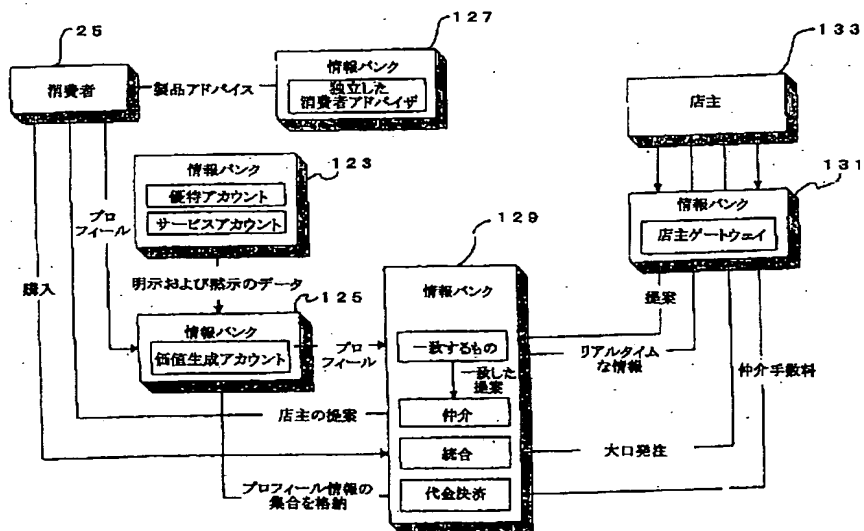 127
25
133
消費者
製品アドバイス
情報バンク
独立した
消費者アドバイザ
店主
123
情報バンク
優待アカウント
サービスアカウント
131
プロ
フィール
情報バンク
店主ゲートウェイ
129
購入
明示および黙示のデータ
125
情報バンク
提案
情報バンク
価値生成アカウント
プロ
フィール
一致するもの
リアルタイム
な情報
仲介手数料
一致した
提案
店主の提案
仲介
統合
大口発注
プロフィール情報の
集合を格納
代金決済